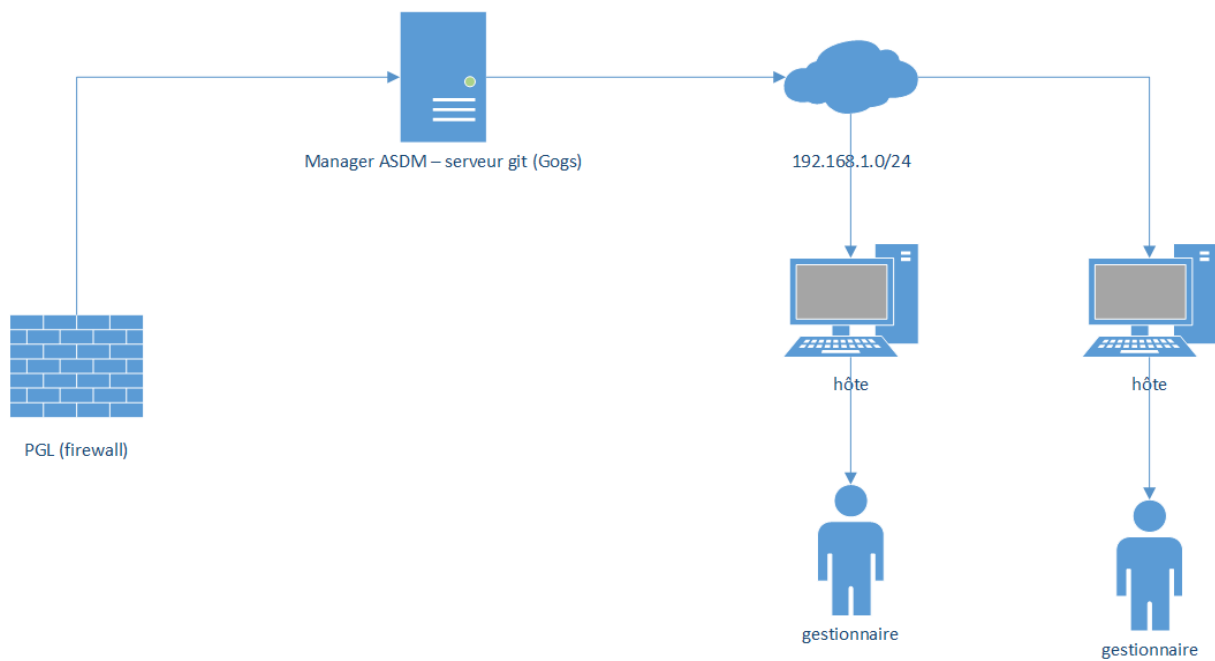 Manager ASDM – serveur git (Gogs)
192.168.1.0/24
hôte
hôte
PGL (firewall)
gestionnaire
gestionnaire